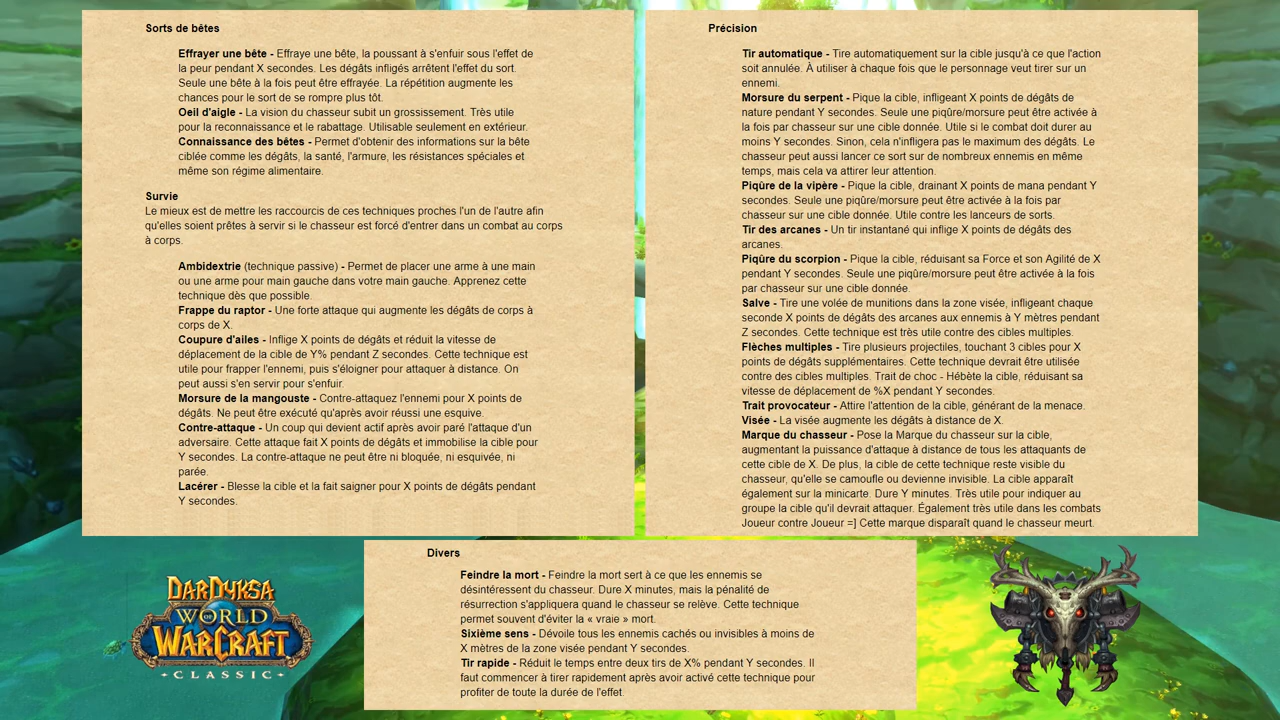 Sorts de bêtes
Effrayer une bête - Effraye une bête, la poussant à s'enfuir sous l'effet de
la peur pendant X secondes. Les dégâts infligés arrêtent l'effet du sort.
Seule une bête à la fois peut être effrayée. La répétition augmente les
chances pour le sort de se rompre plus tôt.
Oeil d'aigle - La vision du chasseur subit un grossissement. Très utile
pour la reconnaissance et le rabattage. Utilisable seulement en extérieur.
Connaissance des bêtes - Permet d'obtenir des informations sur la bête
ciblée comme les dégâts, la santé, l'armure, les résistances spéciales et
même son régime alimentaire.
Survie
Le mieux est de mettre les raccourcis de ces techniques proches l'un de l'autre afin
qu'elles soient prêtes à servir si le chasseur est forcé d'entrer dans un combat au corps
à corps.
Ambidextrie (technique passive) - Permet de placer une arme à une main
ou une arme pour main gauche dans votre main gauche. Apprenez cette
technique dès que possible.
Frappe du raptor - Une forte attaque qui augmente les dégâts de corps à
corps de X.
Coupure d'ailes - Inflige X points de dégâts et réduit la vitesse de
déplacement de la cible de Y% pendant Z secondes. Cette technique est
utile pour frapper l'ennemi, puis s'éloigner pour attaquer à distance. On
peut aussi s'en servir pour s'enfuir.
Morsure de la mangouste - Contre-attaquez l'ennemi pour X points de
dégâts. Ne peut être exécuté qu'après avoir réussi une esquive.
Contre-attaque - Un coup qui devient actif après avoir paré l'attaque d'un
adversaire. Cette attaque fait X points de dégâts et immobilise la cible pour
Y secondes. La contre-attaque ne peut être ni bloquée, ni esquivée, ni
parée.
Lacérer - Blesse la cible et la fait saigner pour X points de dégâts pendant
Y secondes.
Précision
Tir automatique - Tire automatiquement sur la cible jusqu'à ce que l'action
soit annulée. À utiliser à chaque fois que le personnage veut tirer sur un
ennemi.
Morsure du serpent - Pique la cible, infligeant X points de dégâts de
nature pendant Y secondes. Seule une piqûre/morsure peut être activée à
la fois par chasseur sur une cible donnée. Utile si le combat doit durer au
moins Y secondes. Sinon, cela n'infligera pas le maximum des dégâts. Le
chasseur peut aussi lancer ce sort sur de nombreux ennemis en même
temps, mais cela va attirer leur attention.
Piqûre de la vipère - Pique la cible, drainant X points de mana pendant Y
secondes. Seule une piqûre/morsure peut être activée à la fois par
chasseur sur une cible donnée. Utile contre les lanceurs de sorts.
Tir des arcanes - Un tir instantané qui inflige X points de dégâts des
arcanes.
Piqûre du scorpion - Pique la cible, réduisant sa Force et son Agilité de X
pendant Y secondes. Seule une piqûre/morsure peut être activée à la fois
par chasseur sur une cible donnée.
Salve - Tire une volée de munitions dans la zone visée, infligeant chaque
seconde X points de dégâts des arcanes aux ennemis à Y mètres pendant
Z secondes. Cette technique est très utile contre des cibles multiples.
Flèches multiples - Tire plusieurs projectiles, touchant 3 cibles pour X
points de dégâts supplémentaires. Cette technique devrait être utilisée
contre des cibles multiples. Trait de choc - Hébète la cible, réduisant sa
vitesse de déplacement de %X pendant Y secondes.
Trait provocateur - Attire l'attention de la cible, générant de la menace.
Visée - La visée augmente les dégâts à distance de X.
Marque du chasseur - Pose la Marque du chasseur sur la cible,
augmentant la puissance d'attaque à distance de tous les attaquants de
cette cible de X. De plus, la cible de cette technique reste visible du
chasseur, qu'elle se camoufle ou devienne invisible. La cible apparaît
également sur la minicarte. Dure Y minutes. Très utile pour indiquer au
groupe la cible qu'il devrait attaquer. Également très utile dans les combats
Joueur contre Joueur =] Cette marque disparaît quand le chasseur meurt.
Divers
Feindre la mort - Feindre la mort sert à ce que les ennemis se
désintéressent du chasseur. Dure X minutes, mais la pénalité de
résurrection s'appliquera quand le chasseur se relève. Cette technique
permet souvent d'éviter la « vraie » mort.
Sixième sens - Dévoile tous les ennemis cachés ou invisibles à moins de
X mètres de la zone visée pendant Y secondes.
Tir rapide - Réduit le temps entre deux tirs de X% pendant Y secondes. Il
faut commencer à tirer rapidement après avoir activé cette technique pour
profiter de toute la durée de l'effet.
DARDYKSA
WORLD
OF
WARCRAFT
CLASSIC